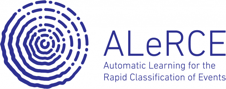 ALeRCE
Automatic Learning for the
Rapid Classification of Events